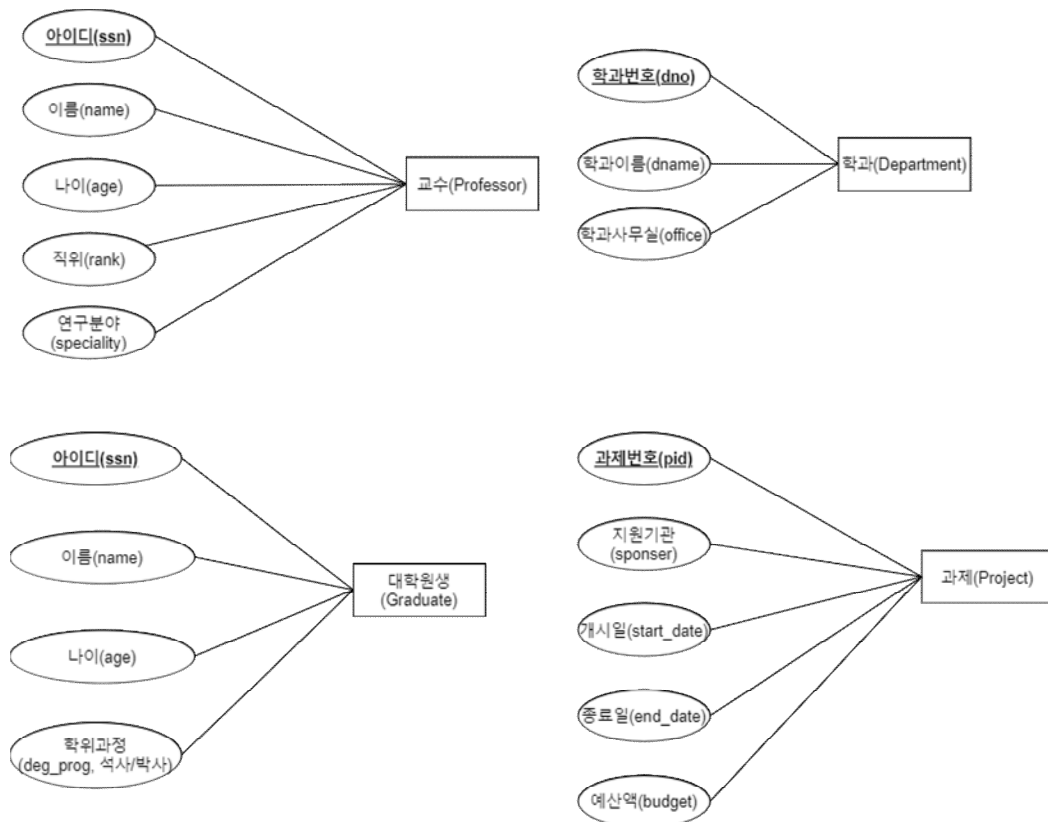 아이디(ssn)
이름(name)
나이(age)
직위(rank)
연구분야
(speciality)
교수(Professor)
학과번호(dno)
학과이름(dname)
학과사무실(office)
학과(Department)
아이디(ssn)
이름(name)
나이(age)
학위과정
(deg_prog, 석사/박사)
대학원생
(Graduate)
과제번호(pid)
지원기관
(sponser)
개시일(start_date)
종료일(end_date)
예산액(budget)
과제(Project)